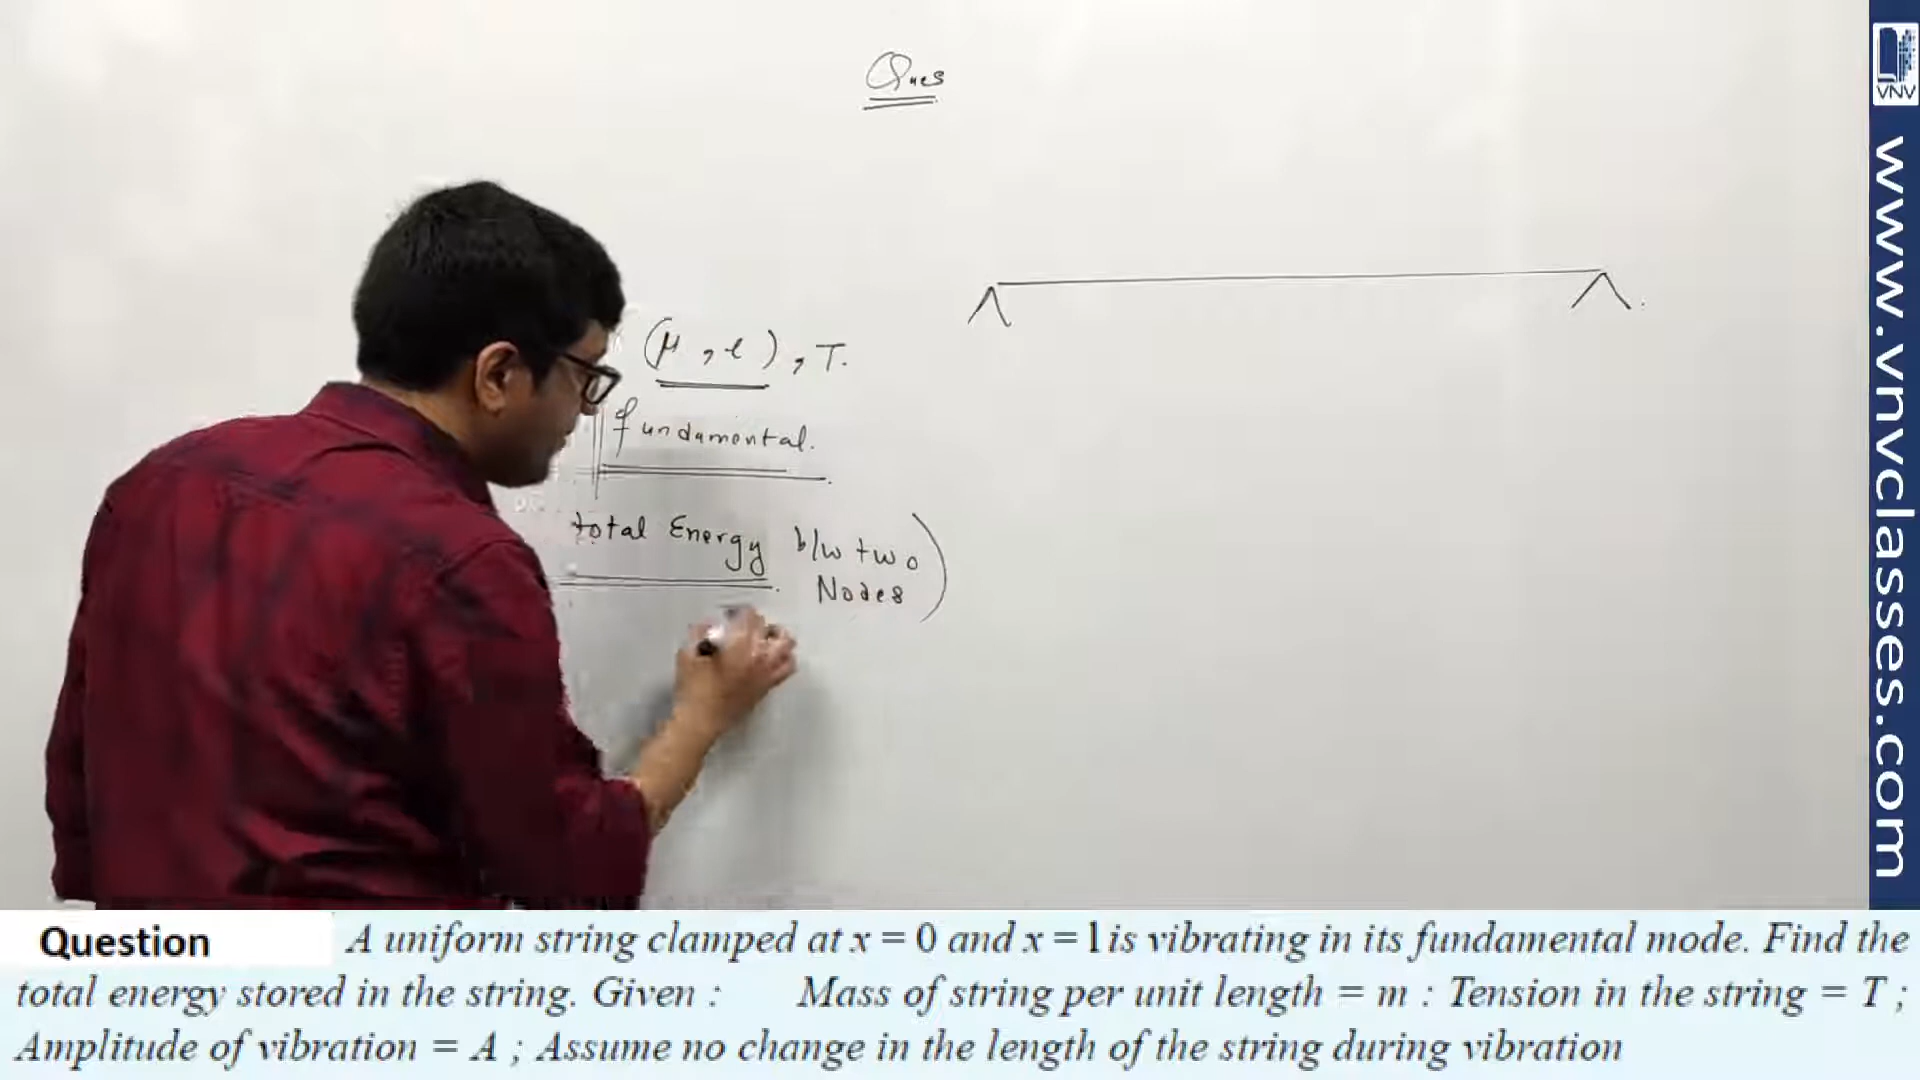 Ques
(μ, ℓ), T.
fundamental.
total Energy b/w two
Nodes)
VNV
www.vnvclasses.com
Question A uniform string clamped at x = 0 and x = l is vibrating in its fundamental mode. Find the
total energy stored in the string. Given : Mass of string per unit length = m : Tension in the string = T ;
Amplitude of vibration = A ; Assume no change in the length of the string during vibration